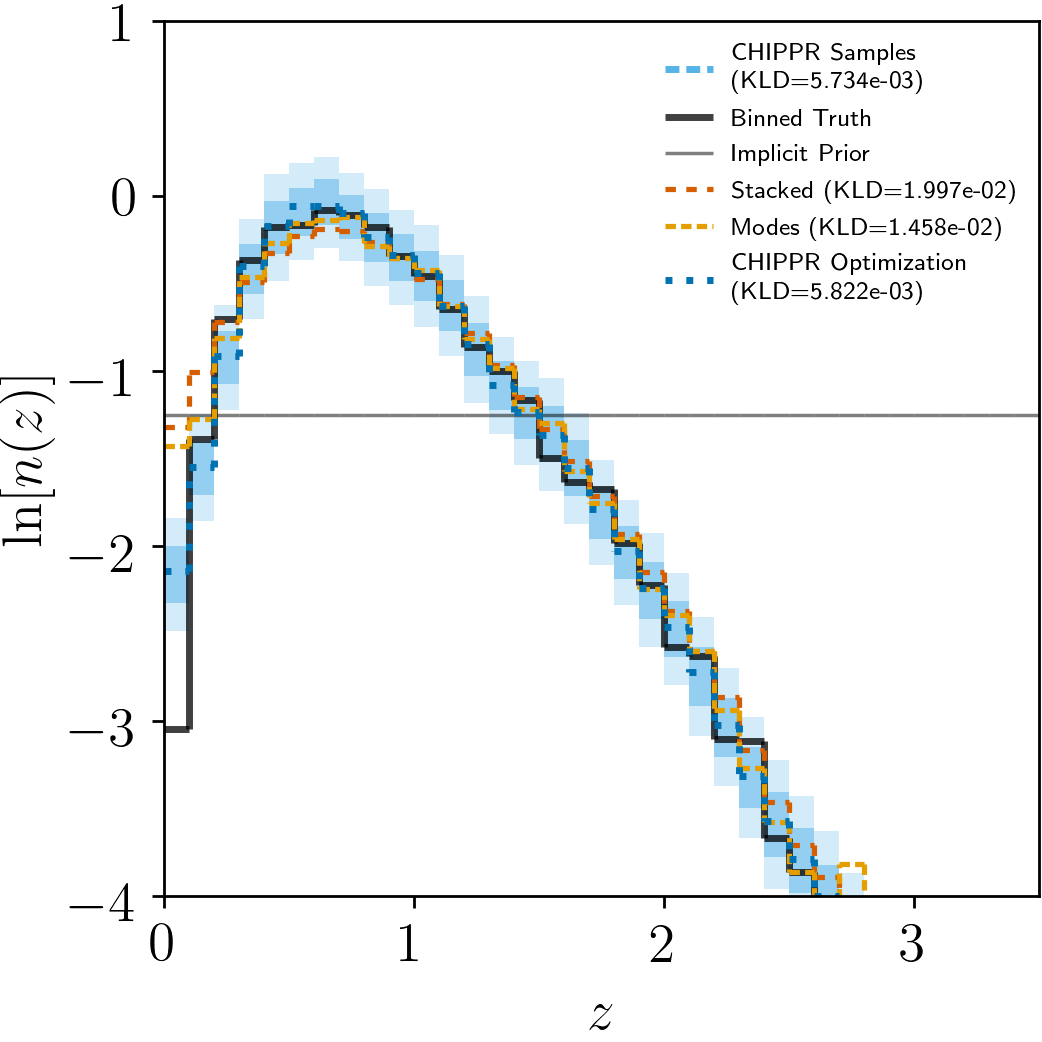 1
0
−1
−2
−3
−4
ln[n(z)]
0
1
2
3
z
CHIPPR Samples
(KLD=5.734e-03)
Binned Truth
Implicit Prior
Stacked (KLD=1.997e-02)
Modes (KLD=1.458e-02)
CHIPPR Optimization
(KLD=5.822e-03)